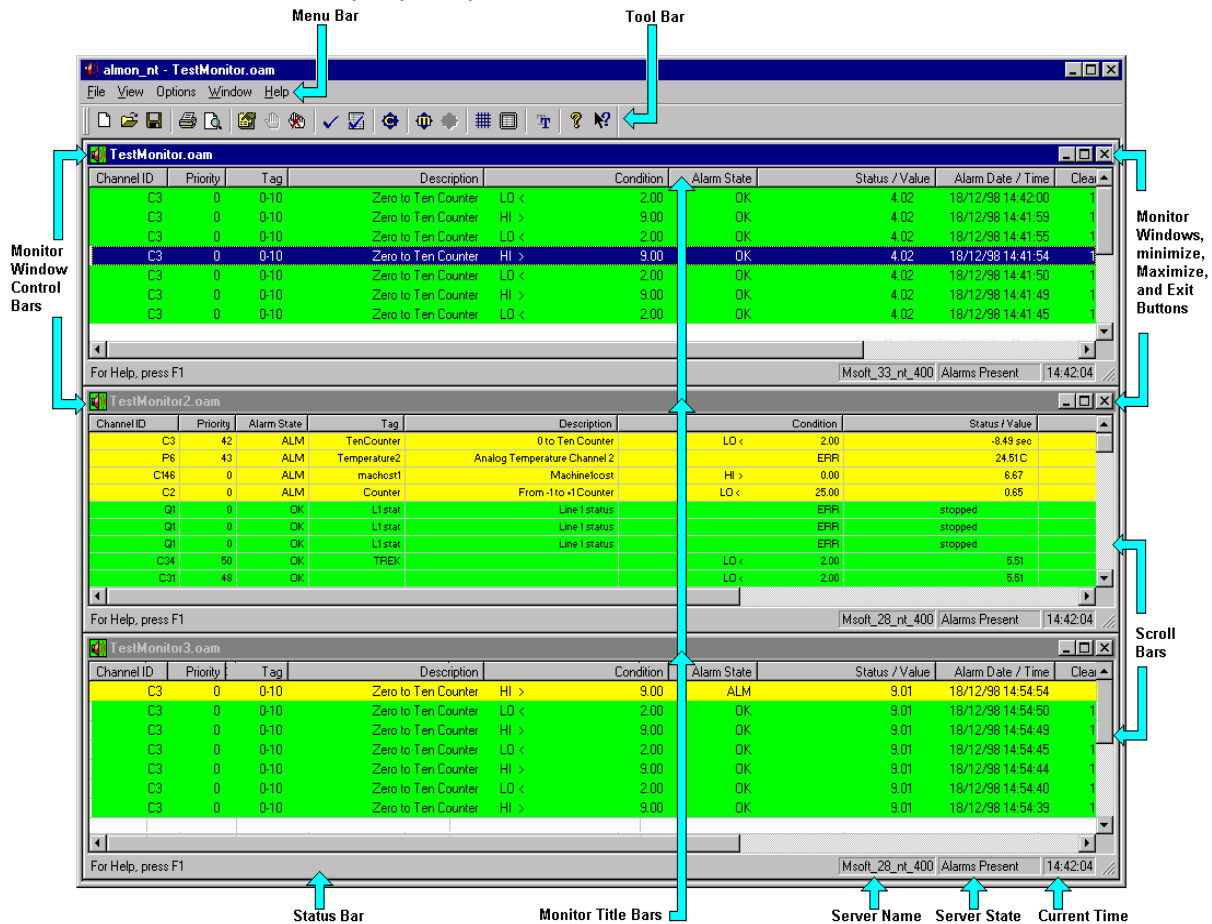 Menu Bar Tool Bar
almon_nt - TestMonitor.oam
File View Options Window Help
TestMonitor.oam
Channel ID Priority Tag Description Condition Alarm State Status / Value Alarm Date / Time Clear
C3 0 0-10 Zero to Ten Counter LO < 2.00 OK 4.02 18/12/98 14:42:00 1
C3 0 0-10 Zero to Ten Counter HI > 9.00 OK 4.02 18/12/98 14:41:59 1
C3 0 0-10 Zero to Ten Counter LO < 2.00 OK 4.02 18/12/98 14:41:55 1
C3 0 0-10 Zero to Ten Counter HI > 9.00 OK 4.02 18/12/98 14:41:54 1
C3 0 0-10 Zero to Ten Counter LO < 2.00 OK 4.02 18/12/98 14:41:50 1
C3 0 0-10 Zero to Ten Counter HI > 9.00 OK 4.02 18/12/98 14:41:49 1
C3 0 0-10 Zero to Ten Counter LO < 2.00 OK 4.02 18/12/98 14:41:45 1
For Help, press F1 Msoft_33_nt_400 Alarms Present 14:42:04
Monitor
Window
Control
Bars
Monitor
Windows,
minimize,
Maximize,
and Exit
Buttons
TestMonitor2.oam
Channel ID Priority Alarm State Tag Description Condition Status / Value
C3 42 ALM TenCounter 0 to Ten Counter LO < 2.00 -8.49 sec
P6 43 ALM Temperature2 Analog Temperature Channel 2 ERR 24.51 C
C146 0 ALM machost1 Machine1cost HI > 0.00 6.67
C2 0 ALM Counter From -1 to +1 Counter LO < 25.00 0.65
Q1 0 OK L1stat Line 1 status ERR stopped
Q1 0 OK L1stat Line 1 status ERR stopped
Q1 0 OK L1stat Line 1 status ERR stopped
C34 50 OK TREK LO < 2.00 5.51
C31 48 OK LO < 2.00 5.51
For Help, press F1 Msoft_28_nt_400 Alarms Present 14:42:04
Scroll
Bars
TestMonitor3.oam
Channel ID Priority Tag Description Condition Alarm State Status / Value Alarm Date / Time Clear
C3 0 0-10 Zero to Ten Counter HI > 9.00 ALM 9.01 18/12/98 14:54:54
C3 0 0-10 Zero to Ten Counter LO < 2.00 OK 9.01 18/12/98 14:54:50 1
C3 0 0-10 Zero to Ten Counter HI > 9.00 OK 9.01 18/12/98 14:54:49 1
C3 0 0-10 Zero to Ten Counter LO < 2.00 OK 9.01 18/12/98 14:54:45 1
C3 0 0-10 Zero to Ten Counter HI > 9.00 OK 9.01 18/12/98 14:54:44 1
C3 0 0-10 Zero to Ten Counter LO < 2.00 OK 9.01 18/12/98 14:54:40 1
C3 0 0-10 Zero to Ten Counter HI > 9.00 OK 9.01 18/12/98 14:54:39 1
For Help, press F1 Msoft_28_nt_400 Alarms Present 14:42:04
Status Bar Monitor Title Bars Server Name Server State Current Time